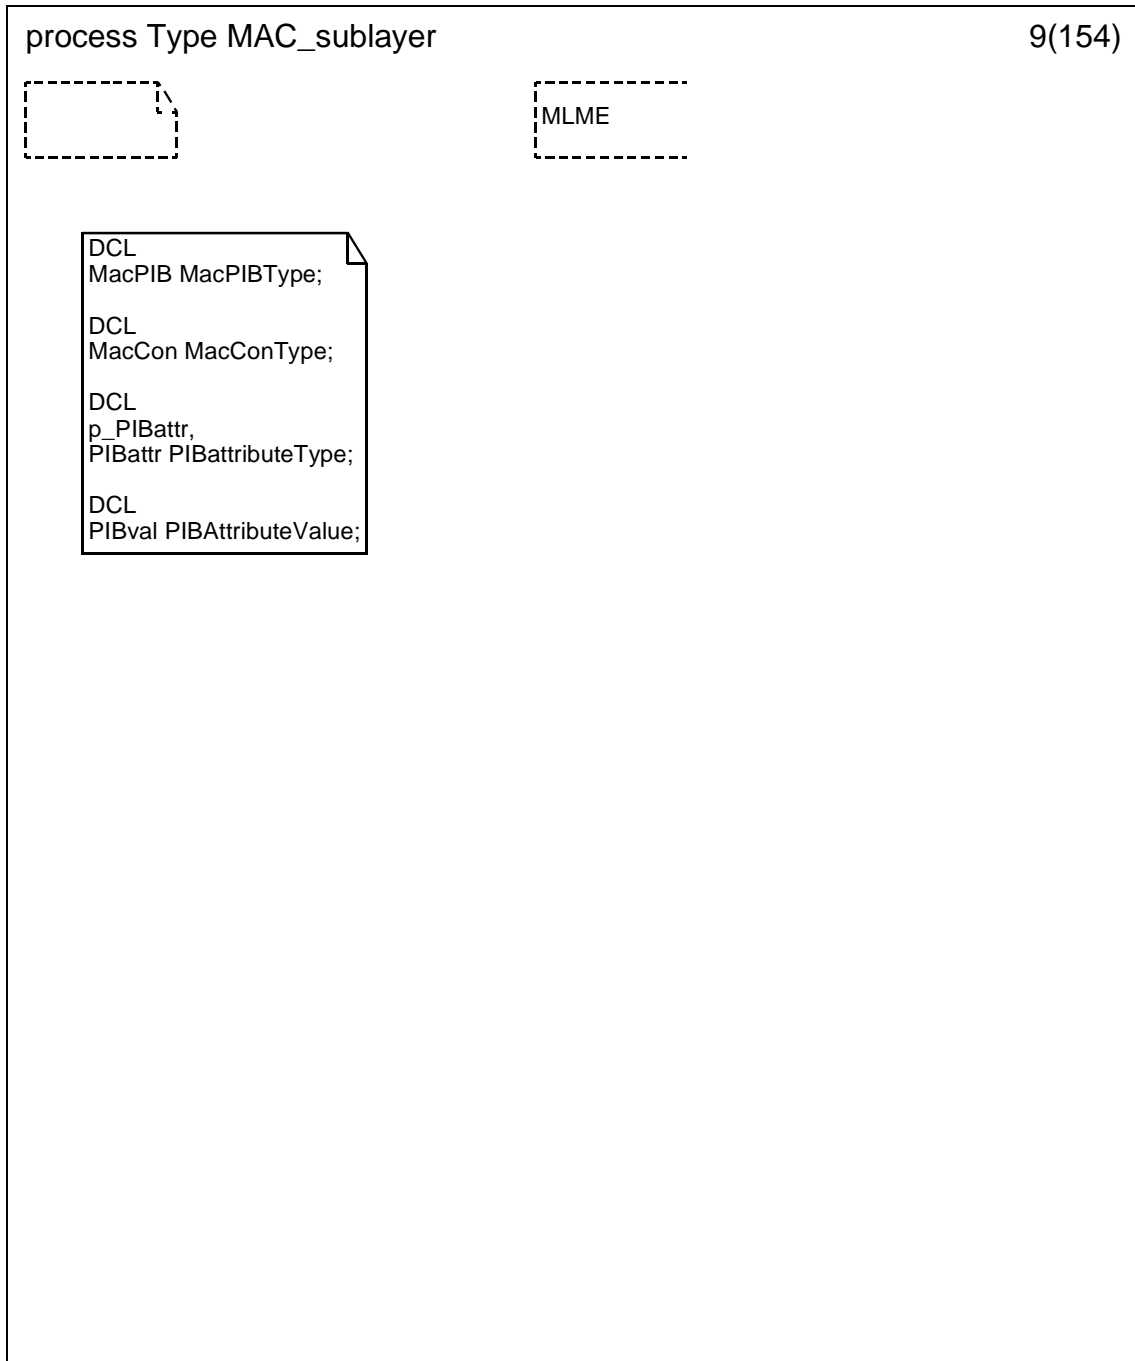 process Type MAC_sublayer 9(154)
MLME
DCL
MacPIB MacPIBType;
DCL
MacCon MacConType;
DCL
p_PIBattr,
PIBattr PIBattributeType;
DCL
PIBval PIBAttributeValue;